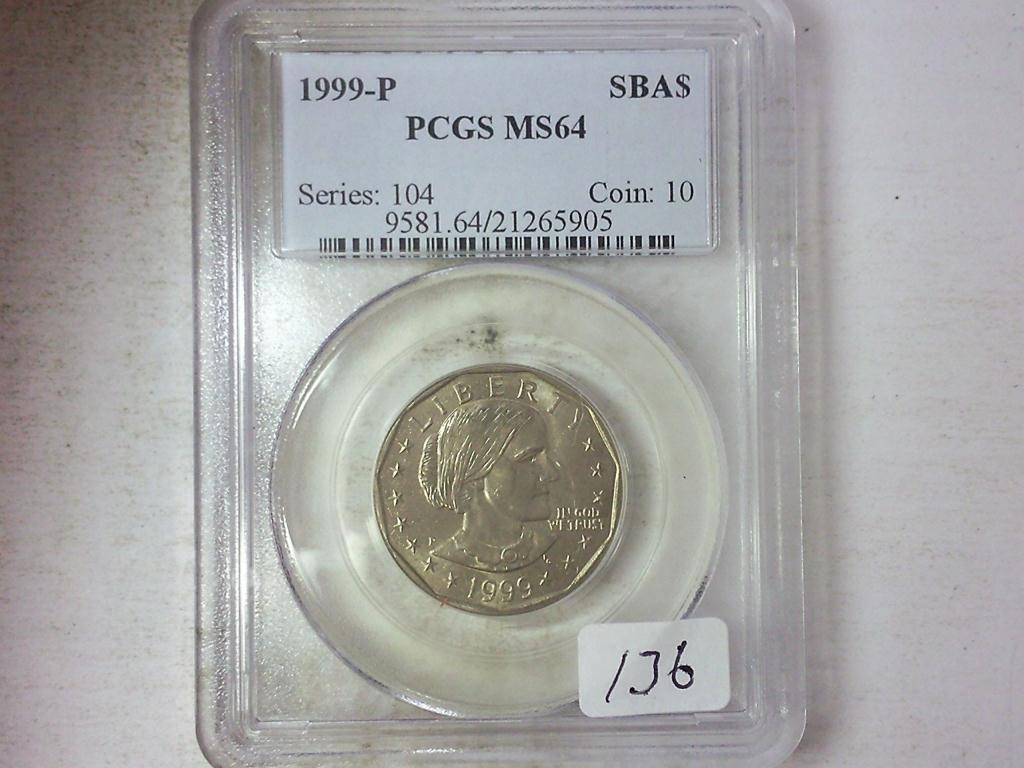 1999-P SBA$
PCGS MS64
Series: 104 Coin: 10
9581.64/21265905
LIBERTY
IN GOD
WE TRUST
1999
136